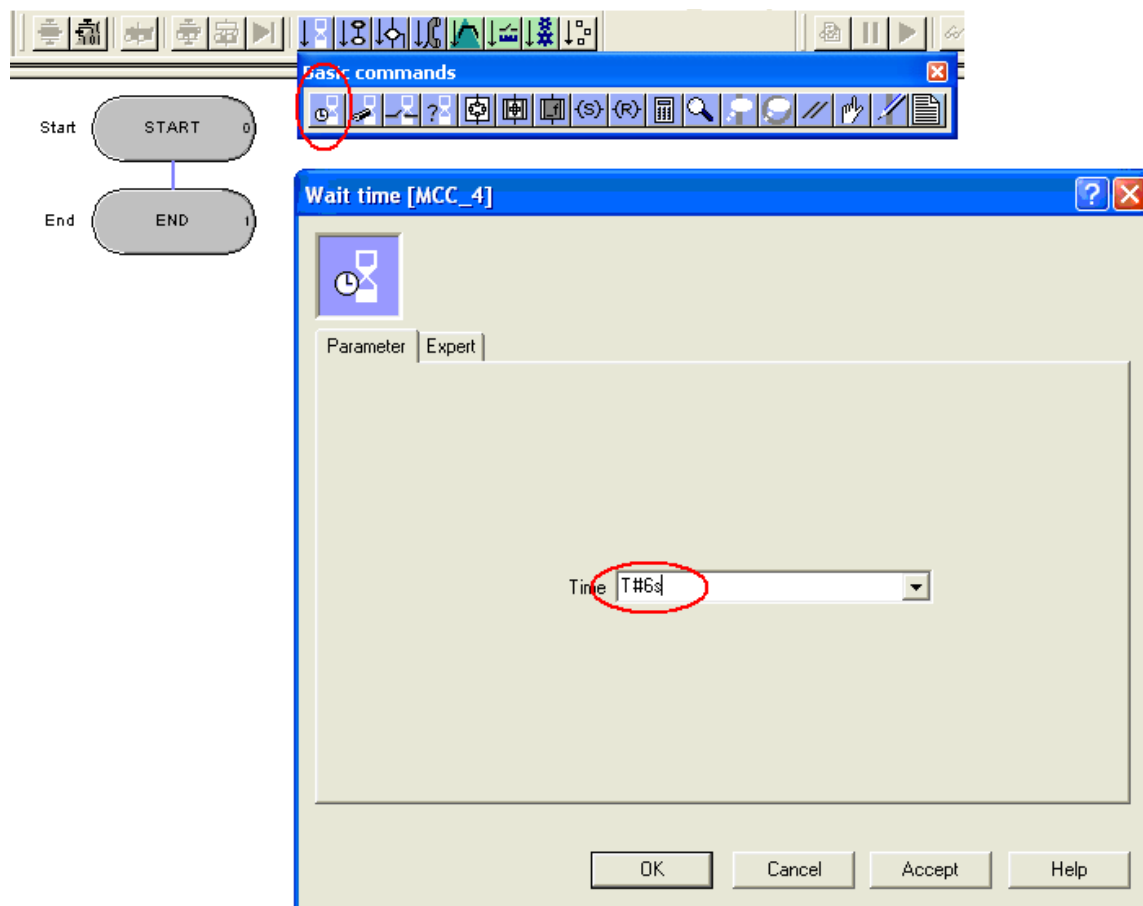 Basic commands
?
f
(S)
(R)
Start START 0
End END 1
Wait time [MCC_4]
?
Parameter Expert
Time T#6s
OK Cancel Accept Help